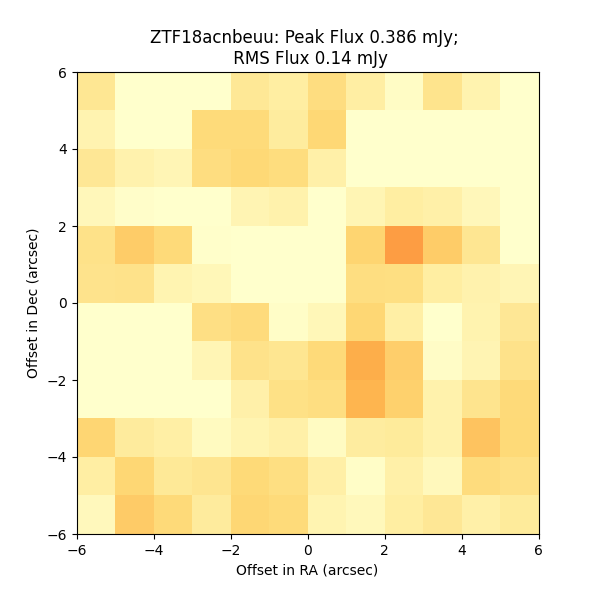 ZTF18acnbeuu: Peak Flux 0.386 mJy;
RMS Flux 0.14 mJy
6
4
2
0
−2
−4
−6
Offset in Dec (arcsec)
−6 −4 −2 0 2 4 6
Offset in RA (arcsec)